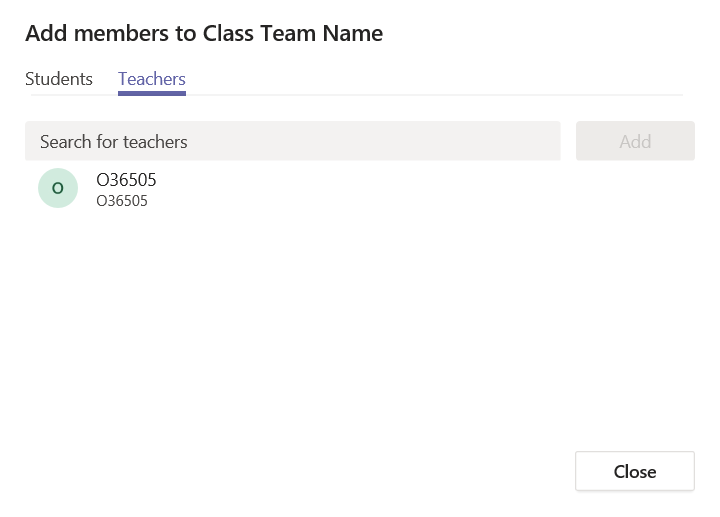 Add members to Class Team Name
Students Teachers
Search for teachers Add
O O36505
O36505
Close